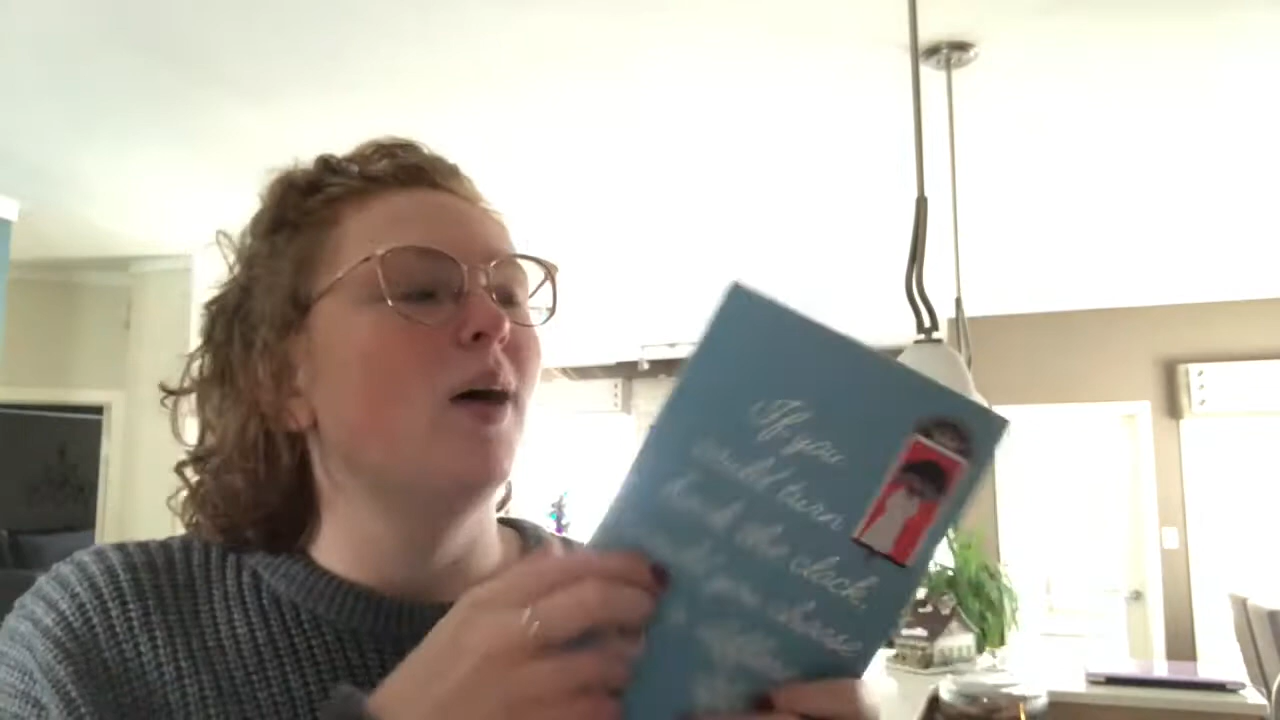 If you
could turn
back the clock,
would you choose